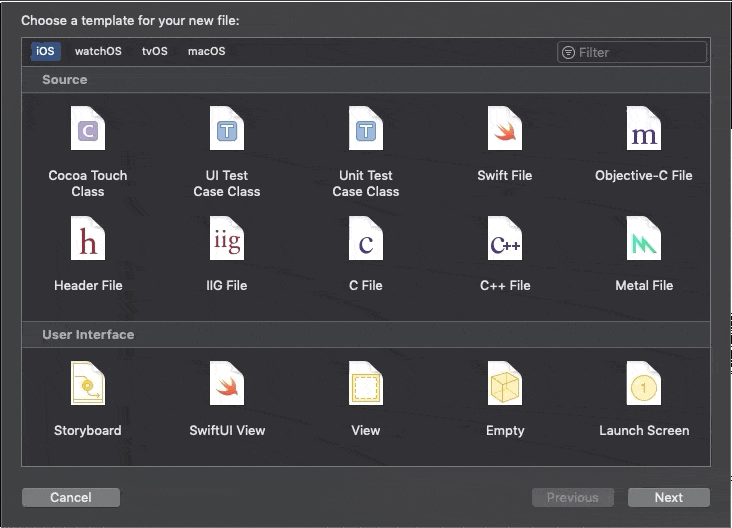 Choose a template for your new file:
iOS watchOS tvOS macOS Filter
Source
C T T m
Cocoa Touch Class UI Test Case Class Unit Test Case Class Swift File Objective-C File
h iig c C++
Header File IIG File C File C++ File Metal File
User Interface
1
Storyboard SwiftUI View View Empty Launch Screen
Cancel Previous Next